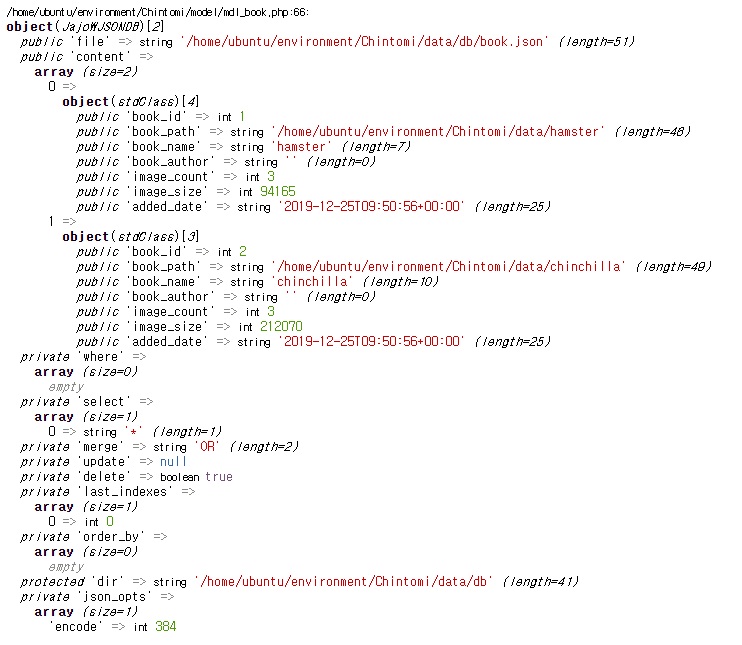 /home/ubuntu/environment/Chintomi/model/mdl_book.php:66:
object(Jajo₩JSONDB)[2]
public 'file' => string '/home/ubuntu/environment/Chintomi/data/db/book.json' (length=51)
public 'content' =>
array (size=2)
0 =>
object(stdClass)[4]
public 'book_id' => int 1
public 'book_path' => string '/home/ubuntu/environment/Chintomi/data/hamster' (length=46)
public 'book_name' => string 'hamster' (length=7)
public 'book_author' => string '' (length=0)
public 'image_count' => int 3
public 'image_size' => int 94165
public 'added_date' => string '2019-12-25T09:50:56+00:00' (length=25)
1 =>
object(stdClass)[3]
public 'book_id' => int 2
public 'book_path' => string '/home/ubuntu/environment/Chintomi/data/chinchilla' (length=49)
public 'book_name' => string 'chinchilla' (length=10)
public 'book_author' => string '' (length=0)
public 'image_count' => int 3
public 'image_size' => int 212070
public 'added_date' => string '2019-12-25T09:50:56+00:00' (length=25)
private 'where' =>
array (size=0)
empty
private 'select' =>
array (size=1)
0 => string '*' (length=1)
private 'merge' => string 'OR' (length=2)
private 'update' => null
private 'delete' => boolean true
private 'last_indexes' =>
array (size=1)
0 => int 0
private 'order_by' =>
array (size=0)
empty
protected 'dir' => string '/home/ubuntu/environment/Chintomi/data/db' (length=41)
private 'json_opts' =>
array (size=1)
'encode' => int 384